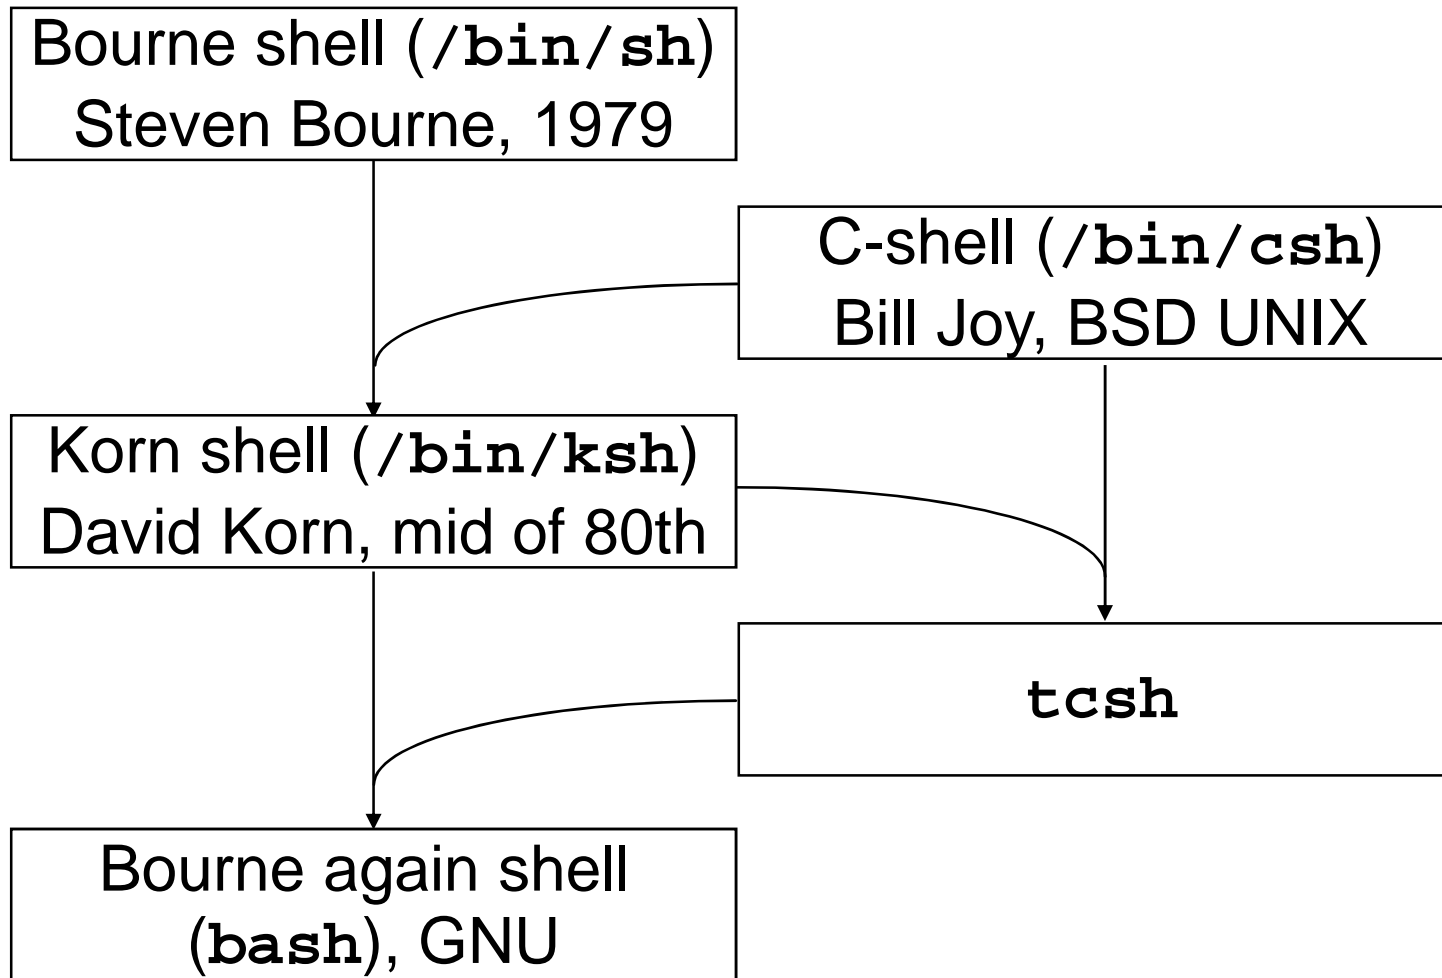 Bourne shell (/bin/sh)
Steven Bourne, 1979
C-shell (/bin/csh)
Bill Joy, BSD UNIX
Korn shell (/bin/ksh)
David Korn, mid of 80th
tcsh
Bourne again shell
(bash), GNU